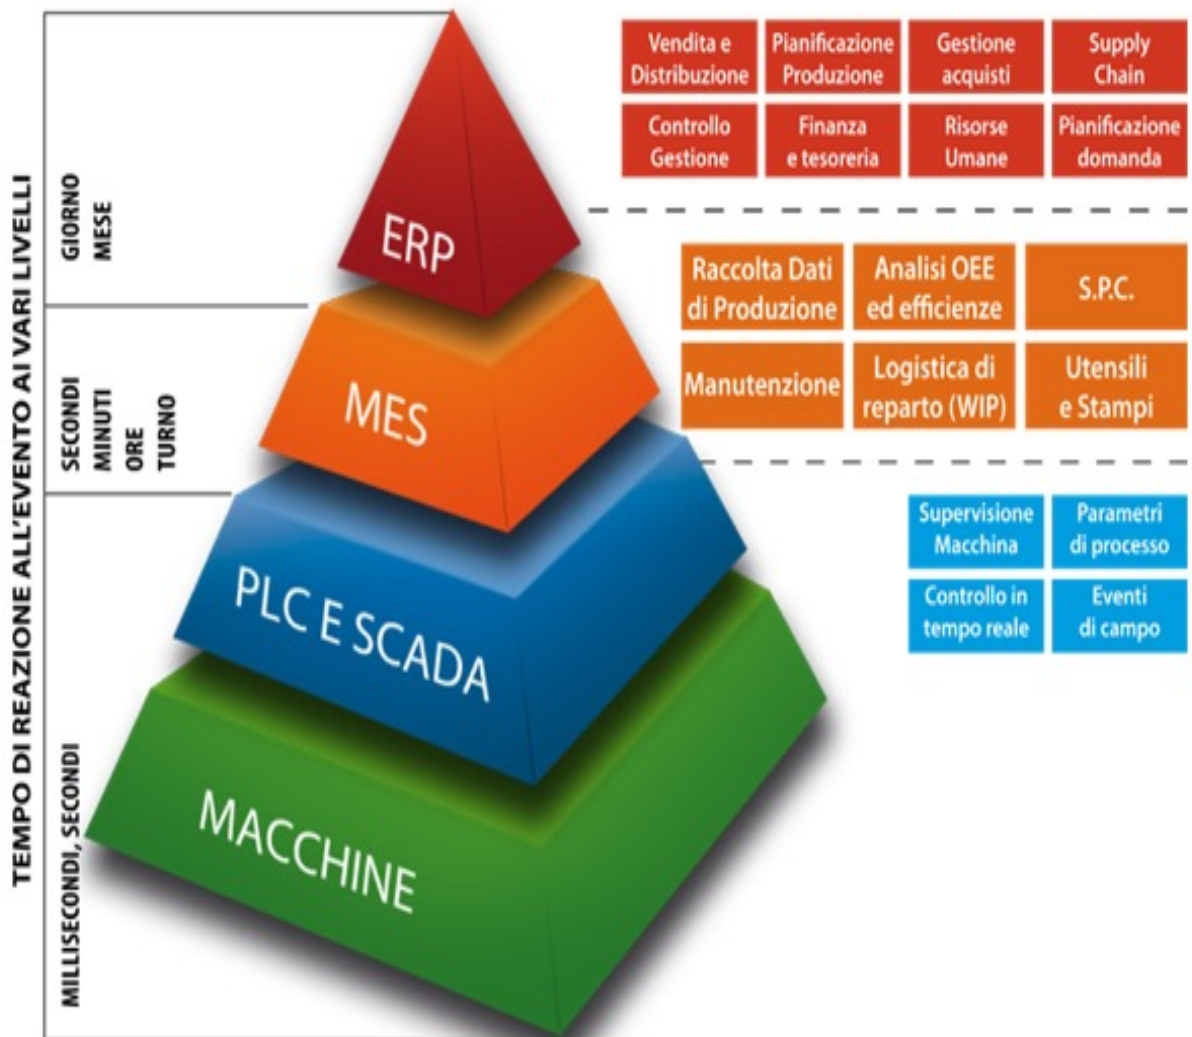 TEMPO DI REAZIONE ALL'EVENTO AI VARI LIVELLI
GIORNO
MESE
SECONDI
MINUTI
ORE
TURNO
MILLISECONDI, SECONDI
ERP
MES
PLC E SCADA
MACCHINE
Vendita e
Distribuzione
Pianificazione
Produzione
Gestione
acquisti
Supply
Chain
Controllo
Gestione
Finanza
e tesoreria
Risorse
Umane
Pianificazione
domanda
Raccolta Dati
di Produzione
Analisi OEE
ed efficienze
S.P.C.
Manutenzione
Logistica di
reparto (WIP)
Utensili
e Stampi
Supervisione
Macchina
Parametri
di processo
Controllo in
tempo reale
Eventi
di campo